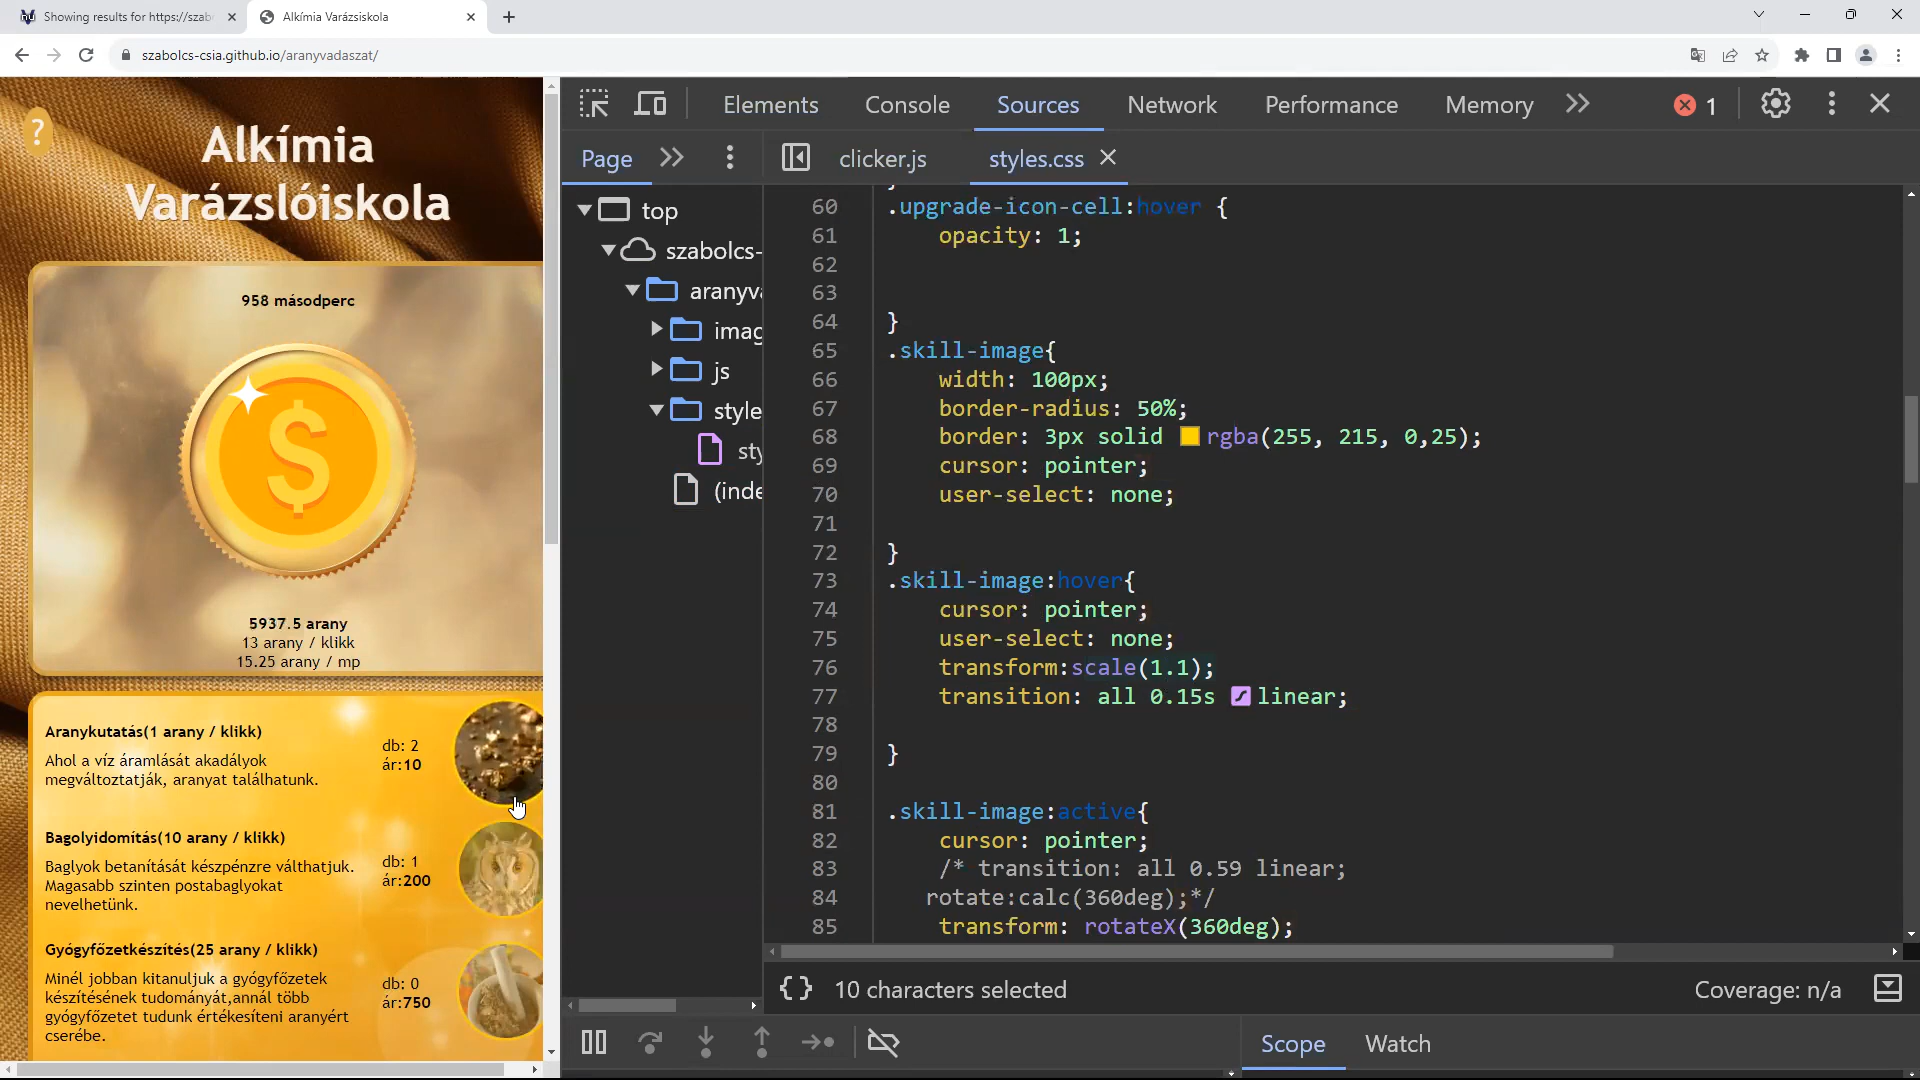 Showing results for https://szab
Alkímia Varázsiskola
szabolcs-csia.github.io/aranyvadaszat/
?
Alkímia
Varázslóiskola
958 másodperc
$
5937.5 arany
13 arany / klikk
15.25 arany / mp
Aranykutatás(1 arany / klikk)
Ahol a víz áramlását akadályok
megváltoztatják, aranyat találhatunk.
db: 2
ár:10
Bagolyidomítás(10 arany / klikk)
Baglyok betanítását készpénzre válthatjuk.
Magasabb szinten postabaglyokat
nevelhetünk.
db: 1
ár:200
Gyógyfőzetkészítés(25 arany / klikk)
Minél jobban kitanuljuk a gyógyfőzetek
készítésének tudományát,annál több
gyógyfőzetet tudunk értékesíteni aranyért
cserébe.
db: 0
ár:750
Elements Console Sources Network Performance Memory 1
Page
clicker.js styles.css
top
szabolcs-
aranyva
imag
js
style
sty
(inde
60 .upgrade-icon-cell:hover {
61 opacity: 1;
62
63
64 }
65 .skill-image{
66 width: 100px;
67 border-radius: 50%;
68 border: 3px solid rgba(255, 215, 0,25);
69 cursor: pointer;
70 user-select: none;
71
72 }
73 .skill-image:hover{
74 cursor: pointer;
75 user-select: none;
76 transform:scale(1.1);
77 transition: all 0.15s linear;
78
79 }
80
81 .skill-image:active{
82 cursor: pointer;
83 /* transition: all 0.59 linear;
84 rotate:calc(360deg);*/
85 transform: rotateX(360deg);
{} 10 characters selected
Coverage: n/a
Scope Watch